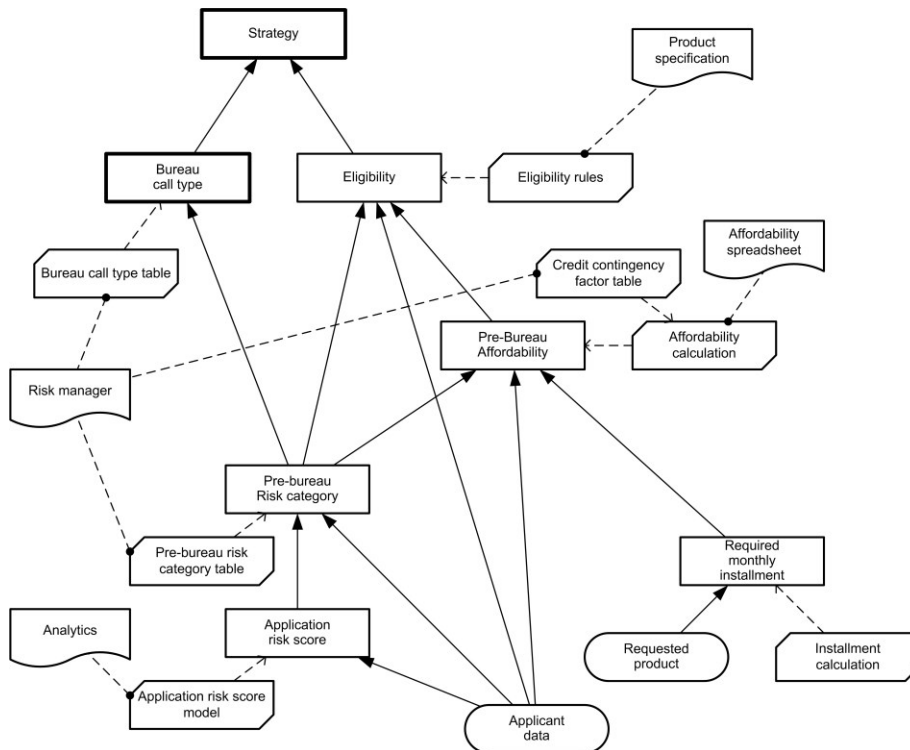 Strategy
Product
specification
Bureau
call type
Eligibility
Eligibility rules
Bureau call type table
Credit contingency
factor table
Affordability
spreadsheet
Pre-Bureau
Affordability
Affordability
calculation
Risk manager
Pre-bureau
Risk category
Pre-bureau risk
category table
Required
monthly
installment
Analytics
Application
risk score
Requested
product
Installment
calculation
Application risk score
model
Applicant
data